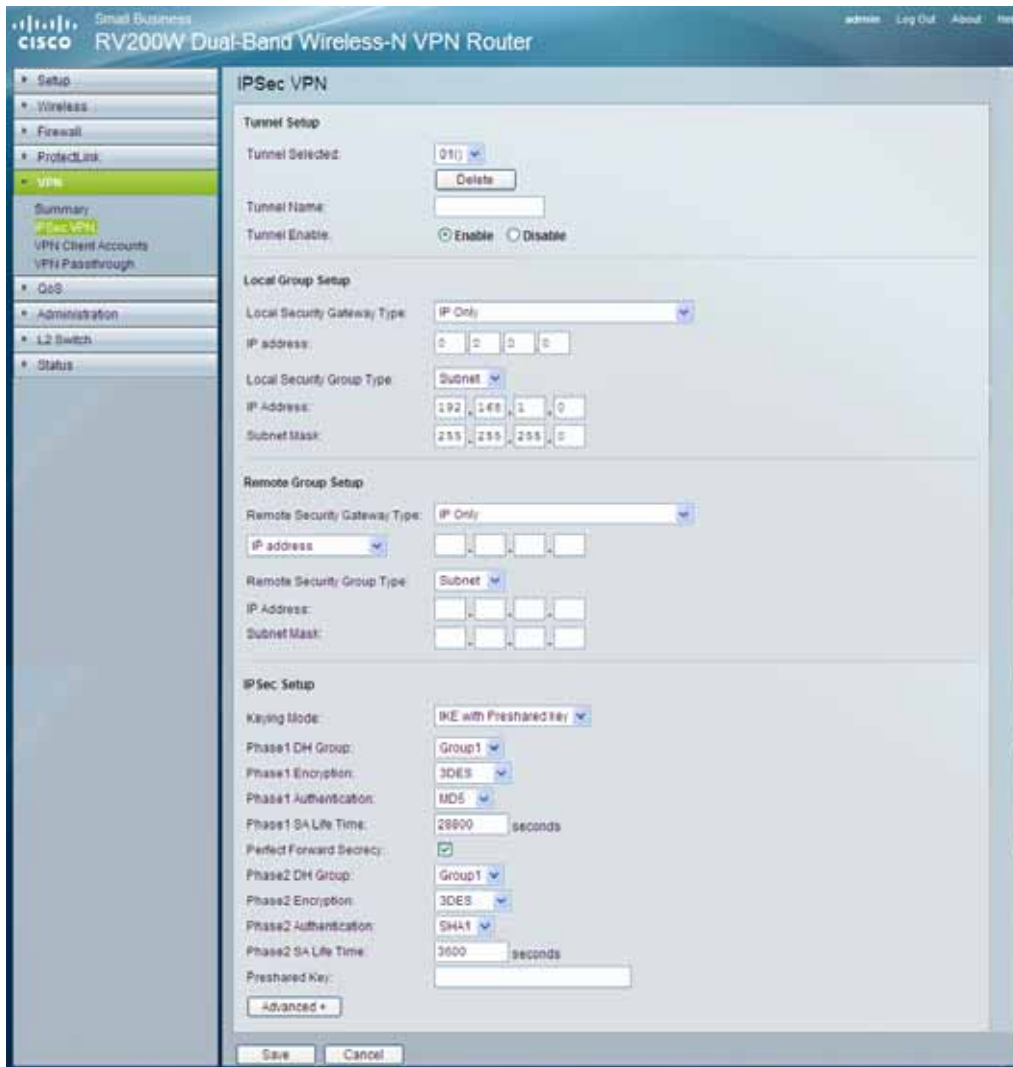 Small Business
cisco RV200W Dual-Band Wireless-N VPN Router
admin Log Out About
Setup
Wireless
Firewall
ProtectLink
VPN
Summary
IPSec VPN
VPN Client Accounts
VPN Passthrough
QoS
Administration
L2 Switch
Status
IPSec VPN
Tunnel Setup
Tunnel Selected: 01()
Delete
Tunnel Name:
Tunnel Enable: Enable Disable
Local Group Setup
Local Security Gateway Type: IP Only
IP address: 0 . 0 . 0 . 0
Local Security Group Type: Subnet
IP Address: 192 . 168 . 1 . 0
Subnet Mask: 255 . 255 . 255 . 0
Remote Group Setup
Remote Security Gateway Type: IP Only
IP address . . .
Remote Security Group Type: Subnet
IP Address: . . .
Subnet Mask: . . .
IPSec Setup
Keying Mode: IKE with Preshared key
Phase1 DH Group: Group1
Phase1 Encryption: 3DES
Phase1 Authentication: MD5
Phase1 SA Life Time: 28800 seconds
Perfect Forward Secrecy:
Phase2 DH Group: Group1
Phase2 Encryption: 3DES
Phase2 Authentication: SHA1
Phase2 SA Life Time: 3600 seconds
Preshared Key:
Advanced +
Save Cancel